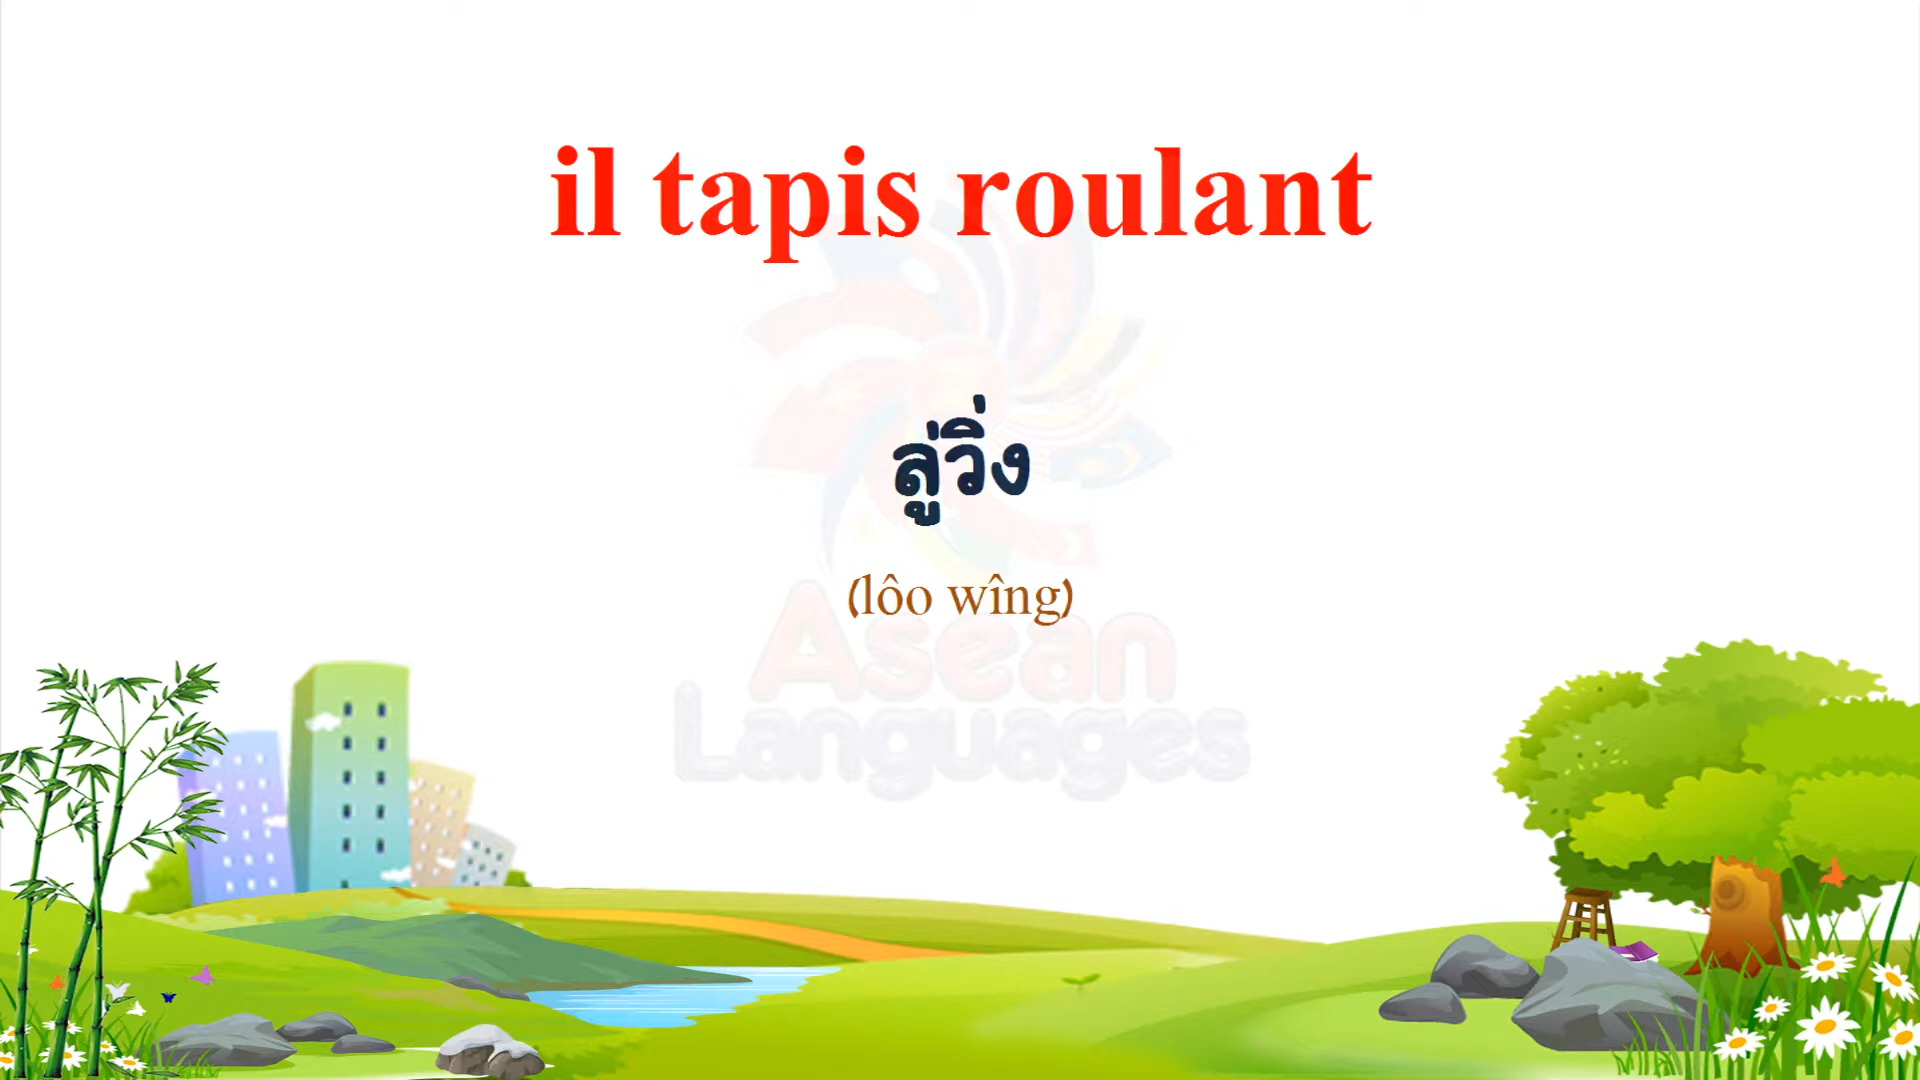 il tapis roulant
ลู่วิ่ง
(lôo wîng)
Asean
Languages